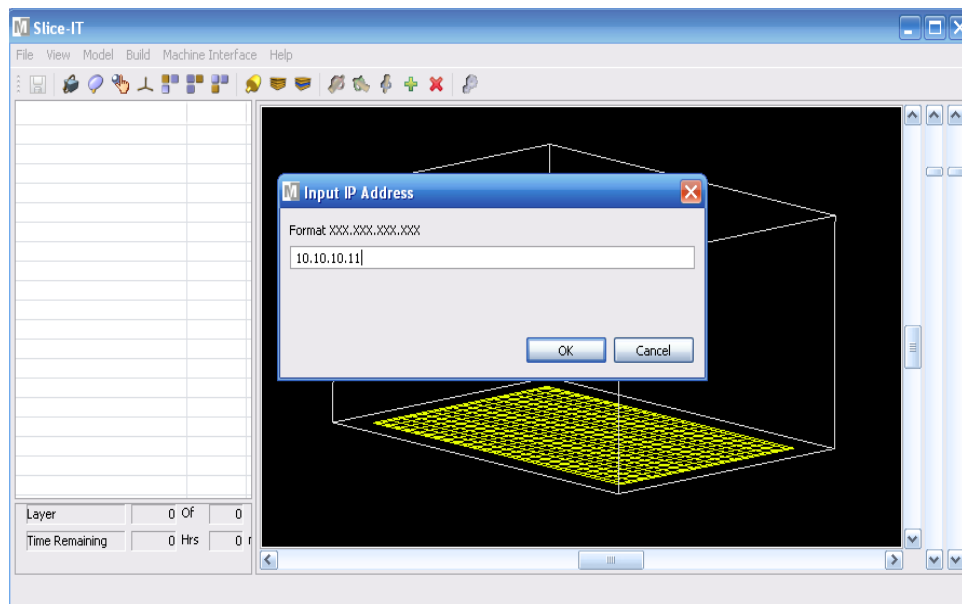 Slice-IT
File View Model Build Machine Interface Help
Input IP Address
Format XXX.XXX.XXX.XXX
10.10.10.11
OK Cancel
Layer 0 Of 0
Time Remaining 0 Hrs 0